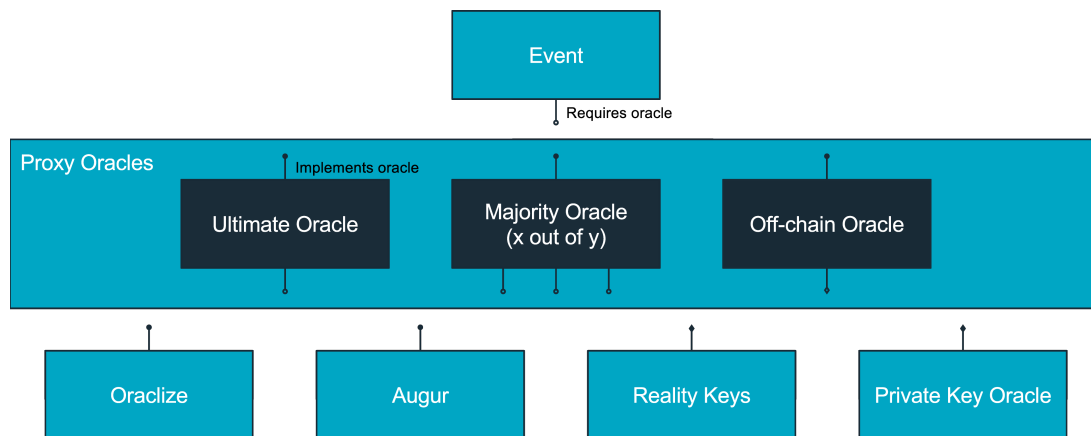 Event
Requires oracle
Proxy Oracles
Implements oracle
Ultimate Oracle
Majority Oracle
(x out of y)
Off-chain Oracle
Oraclize
Augur
Reality Keys
Private Key Oracle